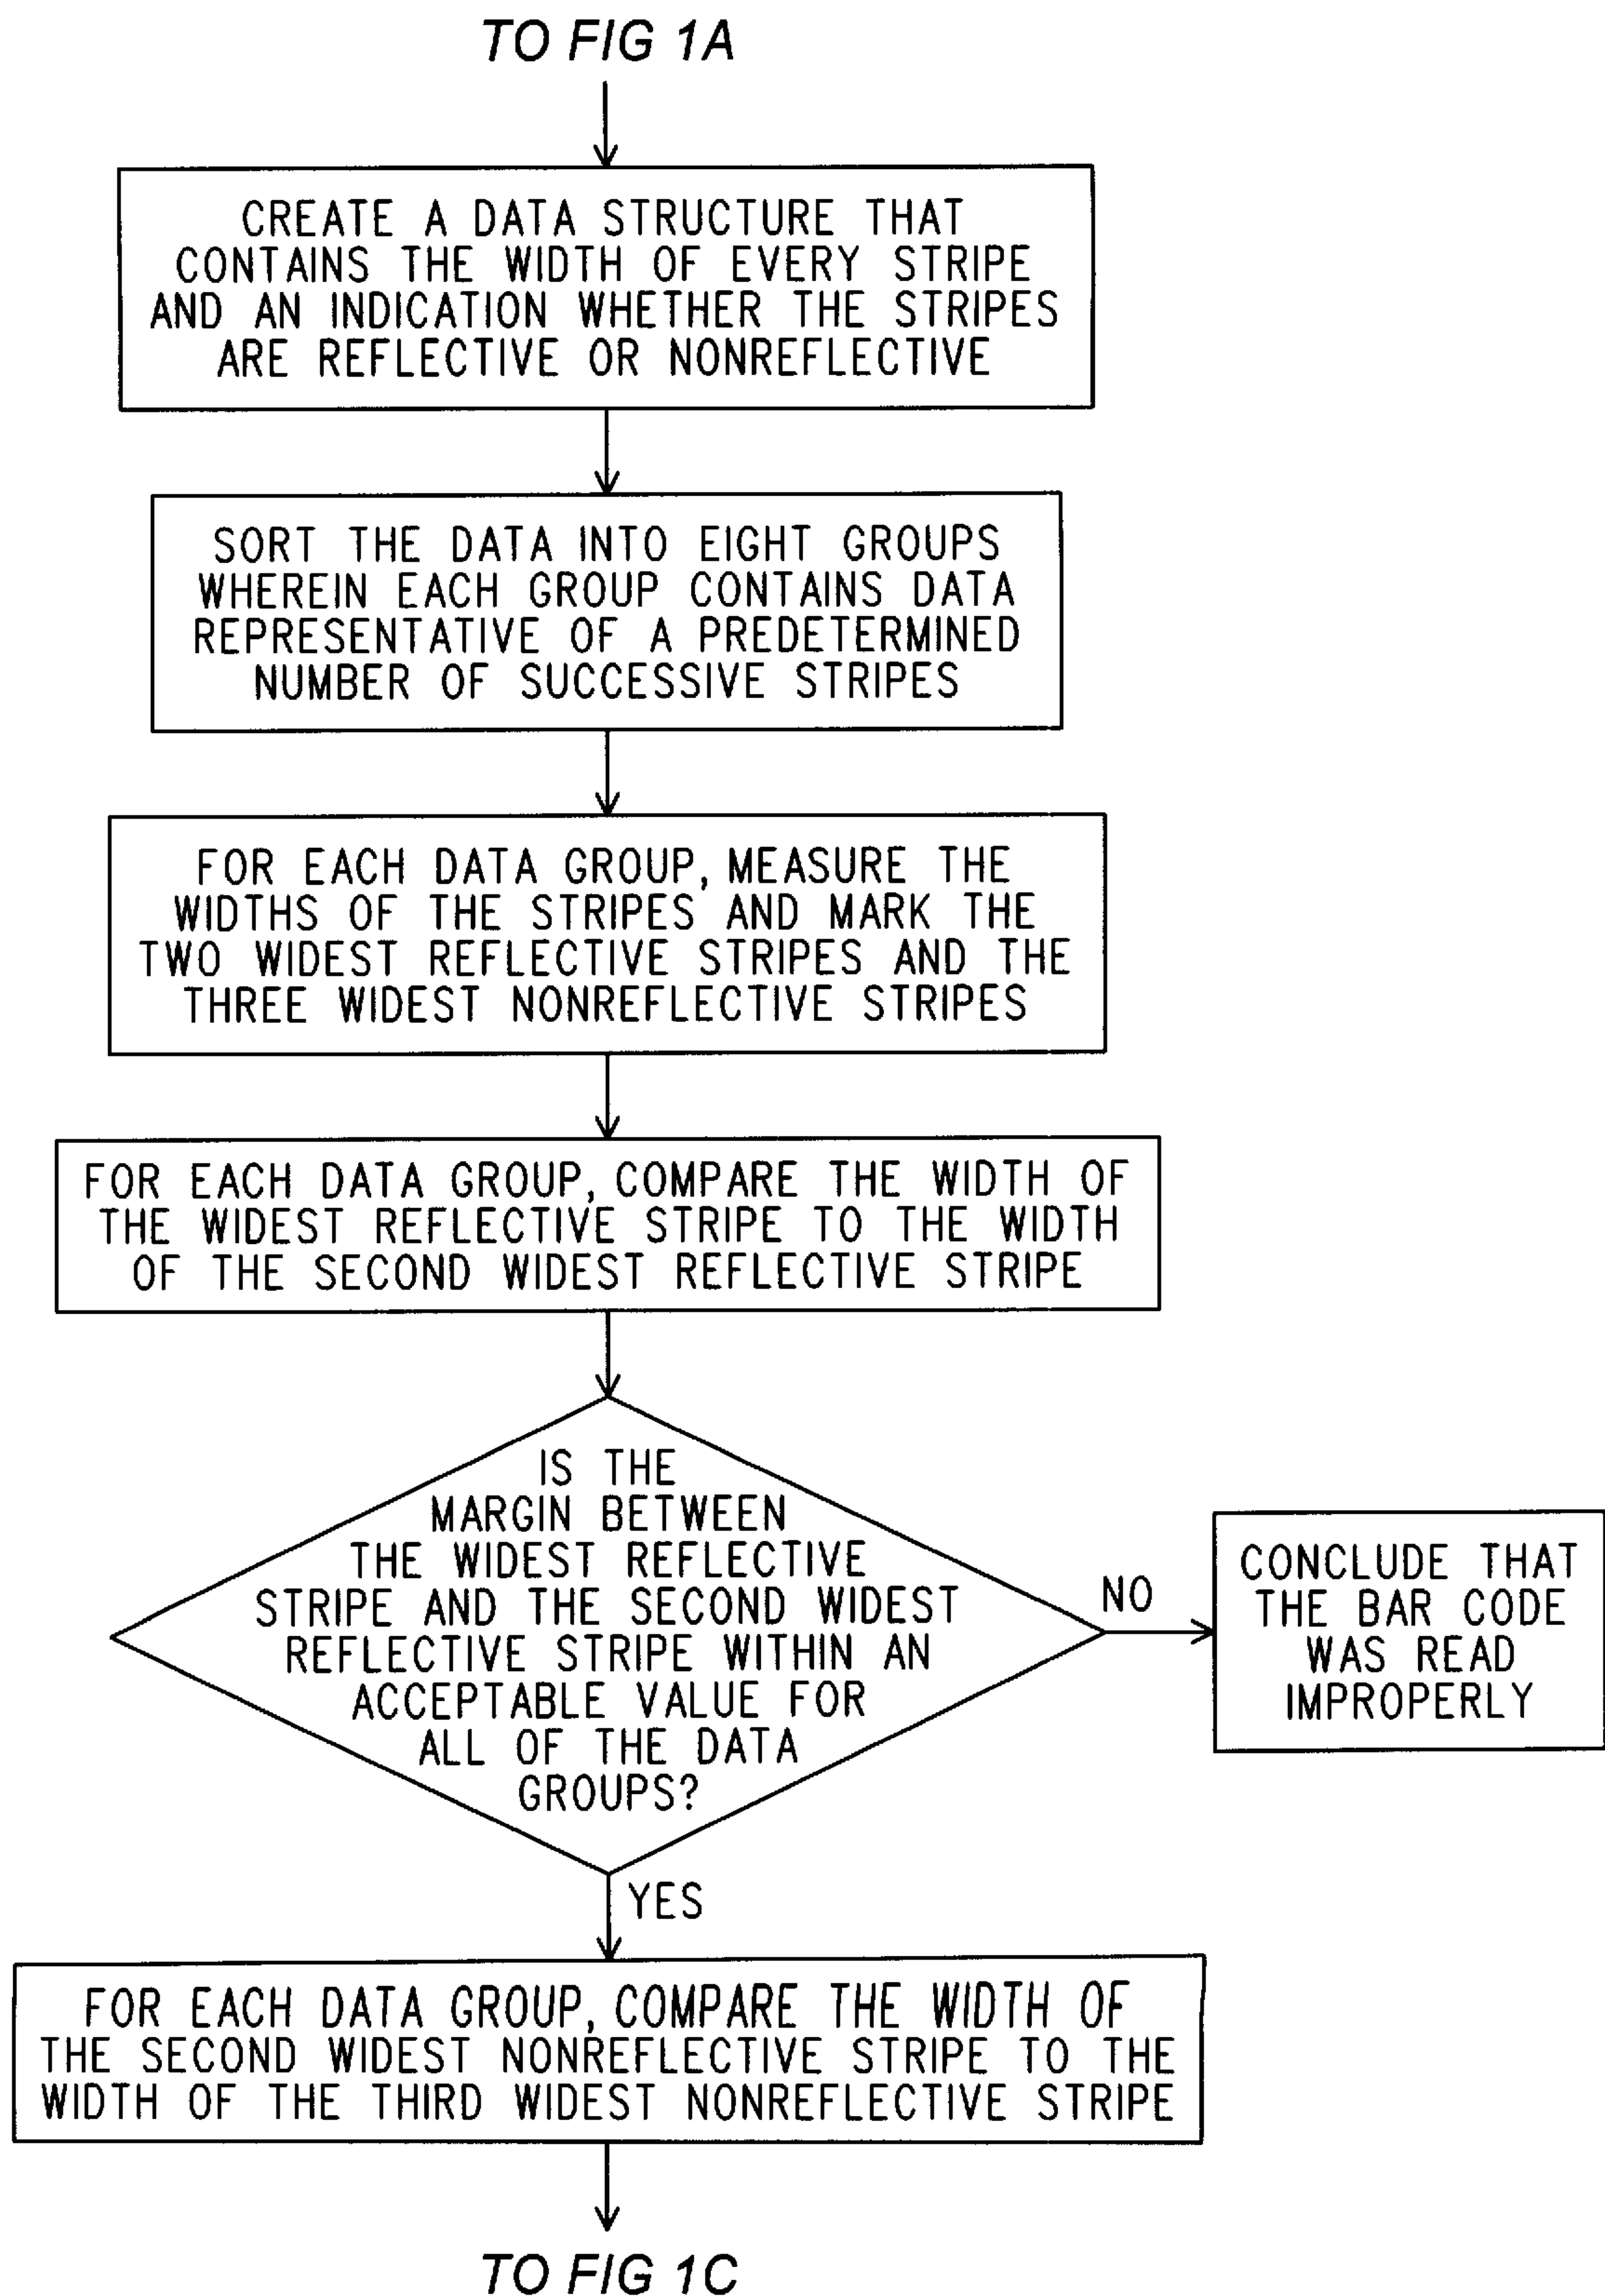 TO FIG 1A
CREATE A DATA STRUCTURE THAT
CONTAINS THE WIDTH OF EVERY STRIPE
AND AN INDICATION WHETHER THE STRIPES
ARE REFLECTIVE OR NONREFLECTIVE
SORT THE DATA INTO EIGHT GROUPS
WHEREIN EACH GROUP CONTAINS DATA
REPRESENTATIVE OF A PREDETERMINED
NUMBER OF SUCCESSIVE STRIPES
FOR EACH DATA GROUP, MEASURE THE
WIDTHS OF THE STRIPES AND MARK THE
TWO WIDEST REFLECTIVE STRIPES AND THE
THREE WIDEST NONREFLECTIVE STRIPES
FOR EACH DATA GROUP, COMPARE THE WIDTH OF
THE WIDEST REFLECTIVE STRIPE TO THE WIDTH
OF THE SECOND WIDEST REFLECTIVE STRIPE
IS THE
MARGIN BETWEEN
THE WIDEST REFLECTIVE
STRIPE AND THE SECOND WIDEST
REFLECTIVE STRIPE WITHIN AN
ACCEPTABLE VALUE FOR
ALL OF THE DATA
GROUPS?
NO
CONCLUDE THAT
THE BAR CODE
WAS READ
IMPROPERLY
YES
FOR EACH DATA GROUP, COMPARE THE WIDTH OF
THE SECOND WIDEST NONREFLECTIVE STRIPE TO THE
WIDTH OF THE THIRD WIDEST NONREFLECTIVE STRIPE
TO FIG 1C